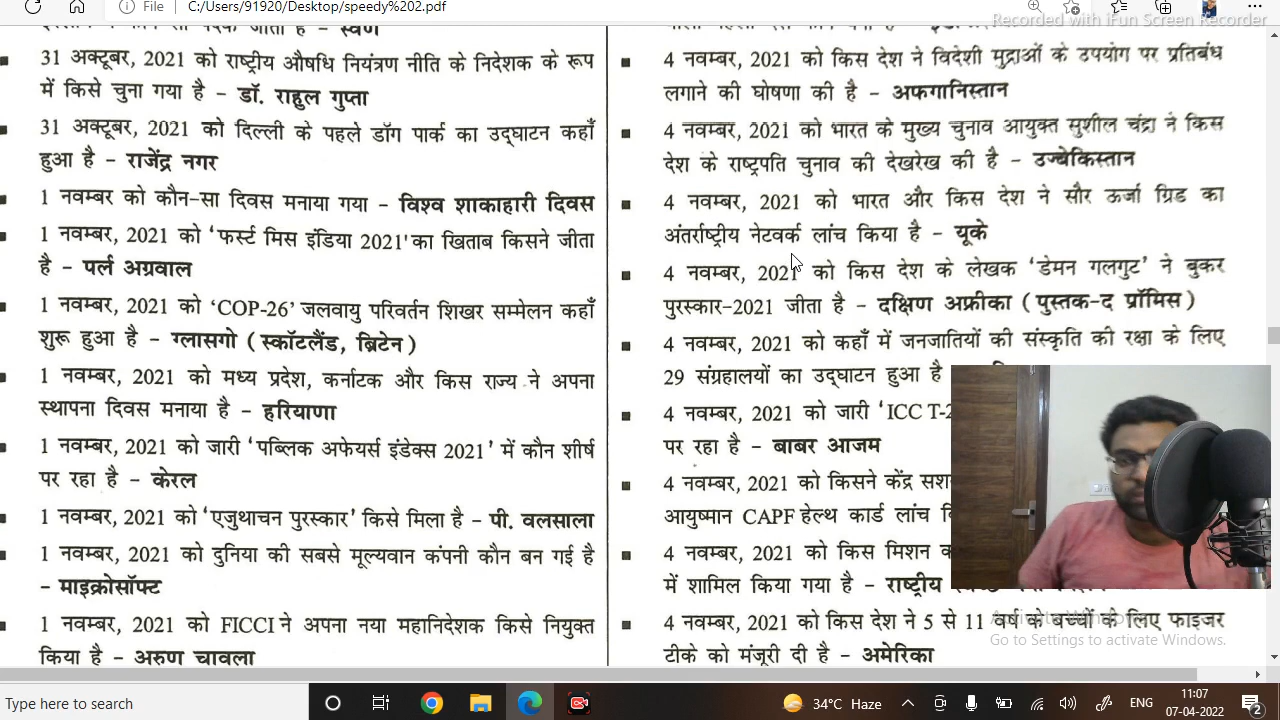 File
C:/Users/91920/Desktop/speedy%202.pdf
Recorded with iFun Screen Recorder
– स्वर्ण
31 अक्टूबर, 2021 को राष्ट्रीय औषधि नियंत्रण नीति के निदेशक के रूप
में किसे चुना गया है – डॉ. राहुल गुप्ता
31 अक्टूबर, 2021 को दिल्ली के पहले डॉग पार्क का उद्घाटन कहाँ
हुआ है – राजेंद्र नगर
1 नवम्बर को कौन-सा दिवस मनाया गया – विश्व शाकाहारी दिवस
1 नवम्बर, 2021 को 'फर्स्ट मिस इंडिया 2021' का खिताब किसने जीता
है – पर्ल अग्रवाल
1 नवम्बर, 2021 को 'COP-26' जलवायु परिवर्तन शिखर सम्मेलन कहाँ
शुरू हुआ है – ग्लासगो (स्कॉटलैंड, ब्रिटेन)
1 नवम्बर, 2021 को मध्य प्रदेश, कर्नाटक और किस राज्य ने अपना
स्थापना दिवस मनाया है – हरियाणा
1 नवम्बर, 2021 को जारी 'पब्लिक अफेयर्स इंडेक्स 2021' में कौन शीर्ष
पर रहा है – केरल
1 नवम्बर, 2021 को 'एजुथाचन पुरस्कार' किसे मिला है – पी. वलसाला
1 नवम्बर, 2021 को दुनिया की सबसे मूल्यवान कंपनी कौन बन गई है
– माइक्रोसॉफ्ट
1 नवम्बर, 2021 को FICCI ने अपना नया महानिदेशक किसे नियुक्त
किया है – अरुण चावला
4 नवम्बर, 2021 को किस देश ने विदेशी मुद्राओं के उपयोग पर प्रतिबंध
लगाने की घोषणा की है – अफगानिस्तान
4 नवम्बर, 2021 को भारत के मुख्य चुनाव आयुक्त सुशील चंद्रा ने किस
देश के राष्ट्रपति चुनाव की देखरेख की है – उज्बेकिस्तान
4 नवम्बर, 2021 को भारत और किस देश ने सौर ऊर्जा ग्रिड का
अंतर्राष्ट्रीय नेटवर्क लांच किया है – यूके
4 नवम्बर, 2021 को किस देश के लेखक 'डेमन गलगुट' ने बुकर
पुरस्कार-2021 जीता है – दक्षिण अफ्रीका (पुस्तक-द प्रॉमिस)
4 नवम्बर, 2021 को कहाँ में जनजातियों की संस्कृति की रक्षा के लिए
29 संग्रहालयों का उद्घाटन हुआ है
4 नवम्बर, 2021 को जारी 'ICC T-2
पर रहा है – बाबर आजम
4 नवम्बर, 2021 को किसने केंद्र सश
आयुष्मान CAPF हेल्थ कार्ड लांच
4 नवम्बर, 2021 को किस मिशन
में शामिल किया गया है – राष्ट्रीय
4 नवम्बर, 2021 को किस देश ने 5 से 11 वर्ष के बच्चों के लिए फाइजर
टीके को मंजूरी दी है – अमेरिका
Activate Windows
Go to Settings to activate Windows.
Type here to search
34°C Haze
ENG
11:07
07-04-2022
2